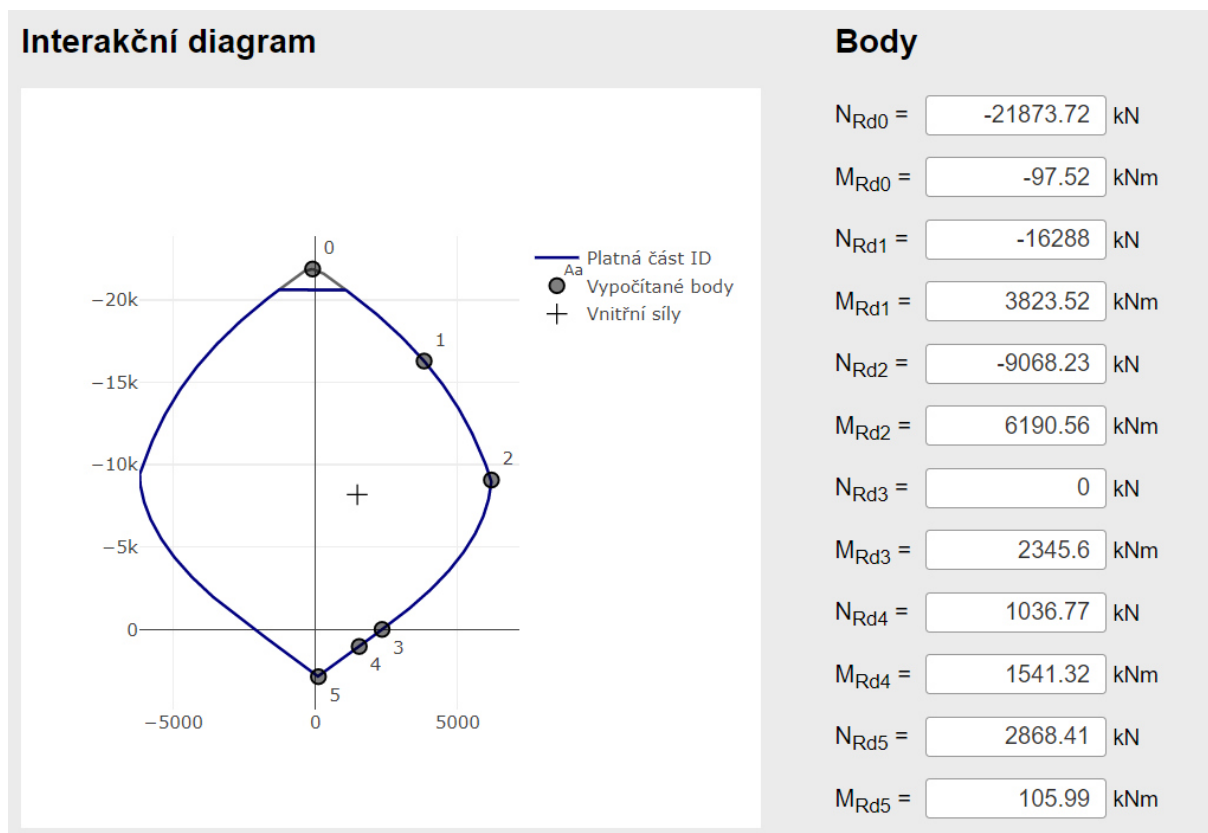 Interakční diagram
0
1
2
3
4
5
−20k
−15k
−10k
−5k
0
−5000
0
5000
Platná část ID
Aa
Vypočítané body
Vnitřní síly
Body
NRd0 = -21873.72 kN
MRd0 = -97.52 kNm
NRd1 = -16288 kN
MRd1 = 3823.52 kNm
NRd2 = -9068.23 kN
MRd2 = 6190.56 kNm
NRd3 = 0 kN
MRd3 = 2345.6 kNm
NRd4 = 1036.77 kN
MRd4 = 1541.32 kNm
NRd5 = 2868.41 kN
MRd5 = 105.99 kNm